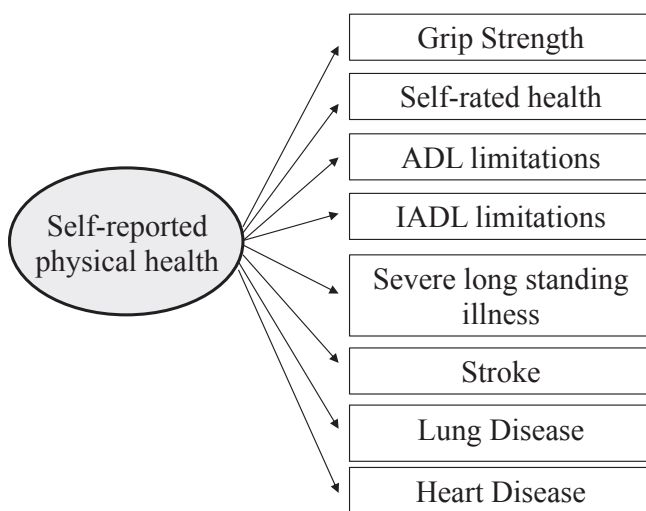 Grip Strength
Self-rated health
ADL limitations
IADL limitations
Self-reported
physical health
Severe long standing
illness
Stroke
Lung Disease
Heart Disease